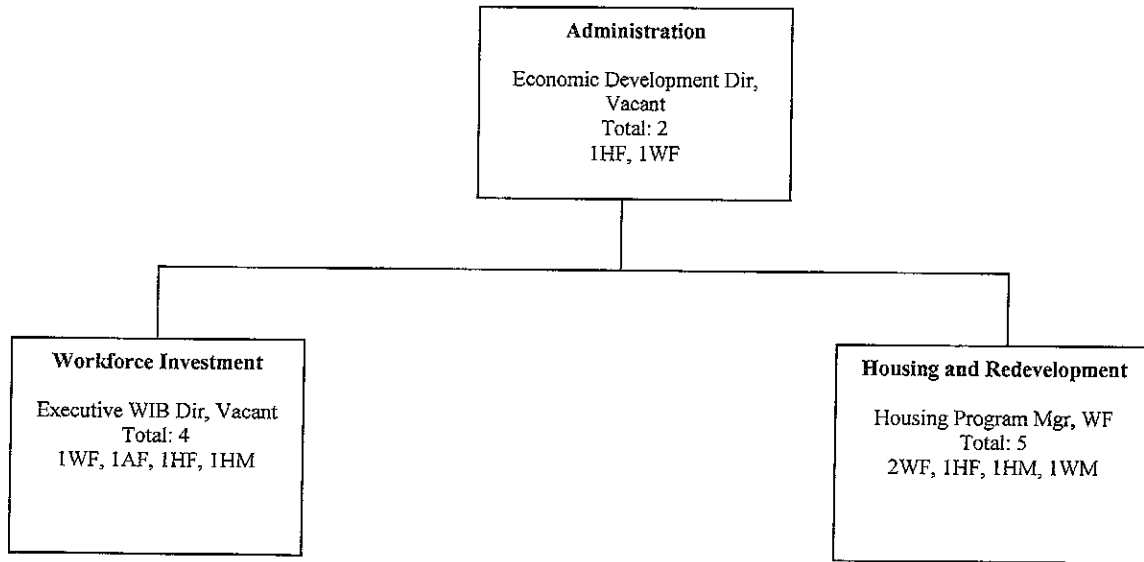 Administration
Economic Development Dir,
Vacant
Total: 2
1HF, 1WF
Workforce Investment
Executive WIB Dir, Vacant
Total: 4
1WF, 1AF, 1HF, 1HM
Housing and Redevelopment
Housing Program Mgr, WF
Total: 5
2WF, 1HF, 1HM, 1WM